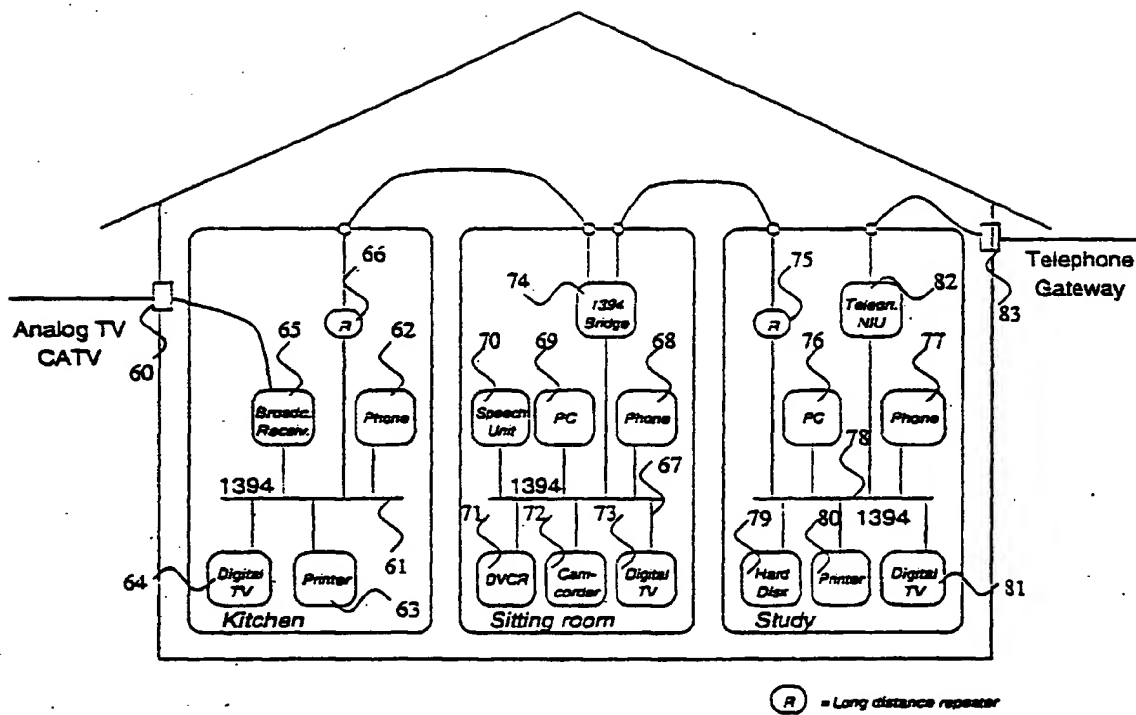 Analog TV
CATV
60
Telephone
Gateway
83
66
R
65
Broadc.
Receiv.
62
Phone
1394
61
64
Digital
TV
Printer
63
Kitchen
74
1394
Bridge
70
Speech
Unit
69
PC
68
Phone
67
1394
71
DVCR
72
Cam-
corder
73
Digital
TV
Sitting room
75
R
82
Telecm.
NIU
76
PC
77
Phone
78
1394
79
Hard
Disk
80
Printer
81
Digital
TV
Study
R = Long distance repeater